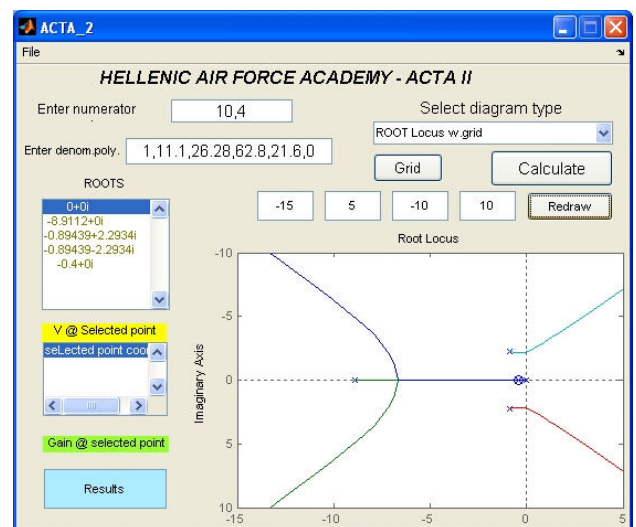 ACTA_2
File
HELLENIC AIR FORCE ACADEMY - ACTA II
Enter numerator
10,4
Select diagram type
ROOT Locus w.grid
Enter denom.poly.
1,11.1,26.28,62.8,21.6,0
Grid
Calculate
ROOTS
0+0i
-8.9112+0i
-0.89439+2.2934i
-0.89439-2.2934i
-0.4+0i
-15
5
-10
10
Redraw
Root Locus
-10
-5
0
5
10
Imaginary Axis
-15
-10
-5
0
5
V @ Selected point
seLected point coor
Gain @ selected point
Results